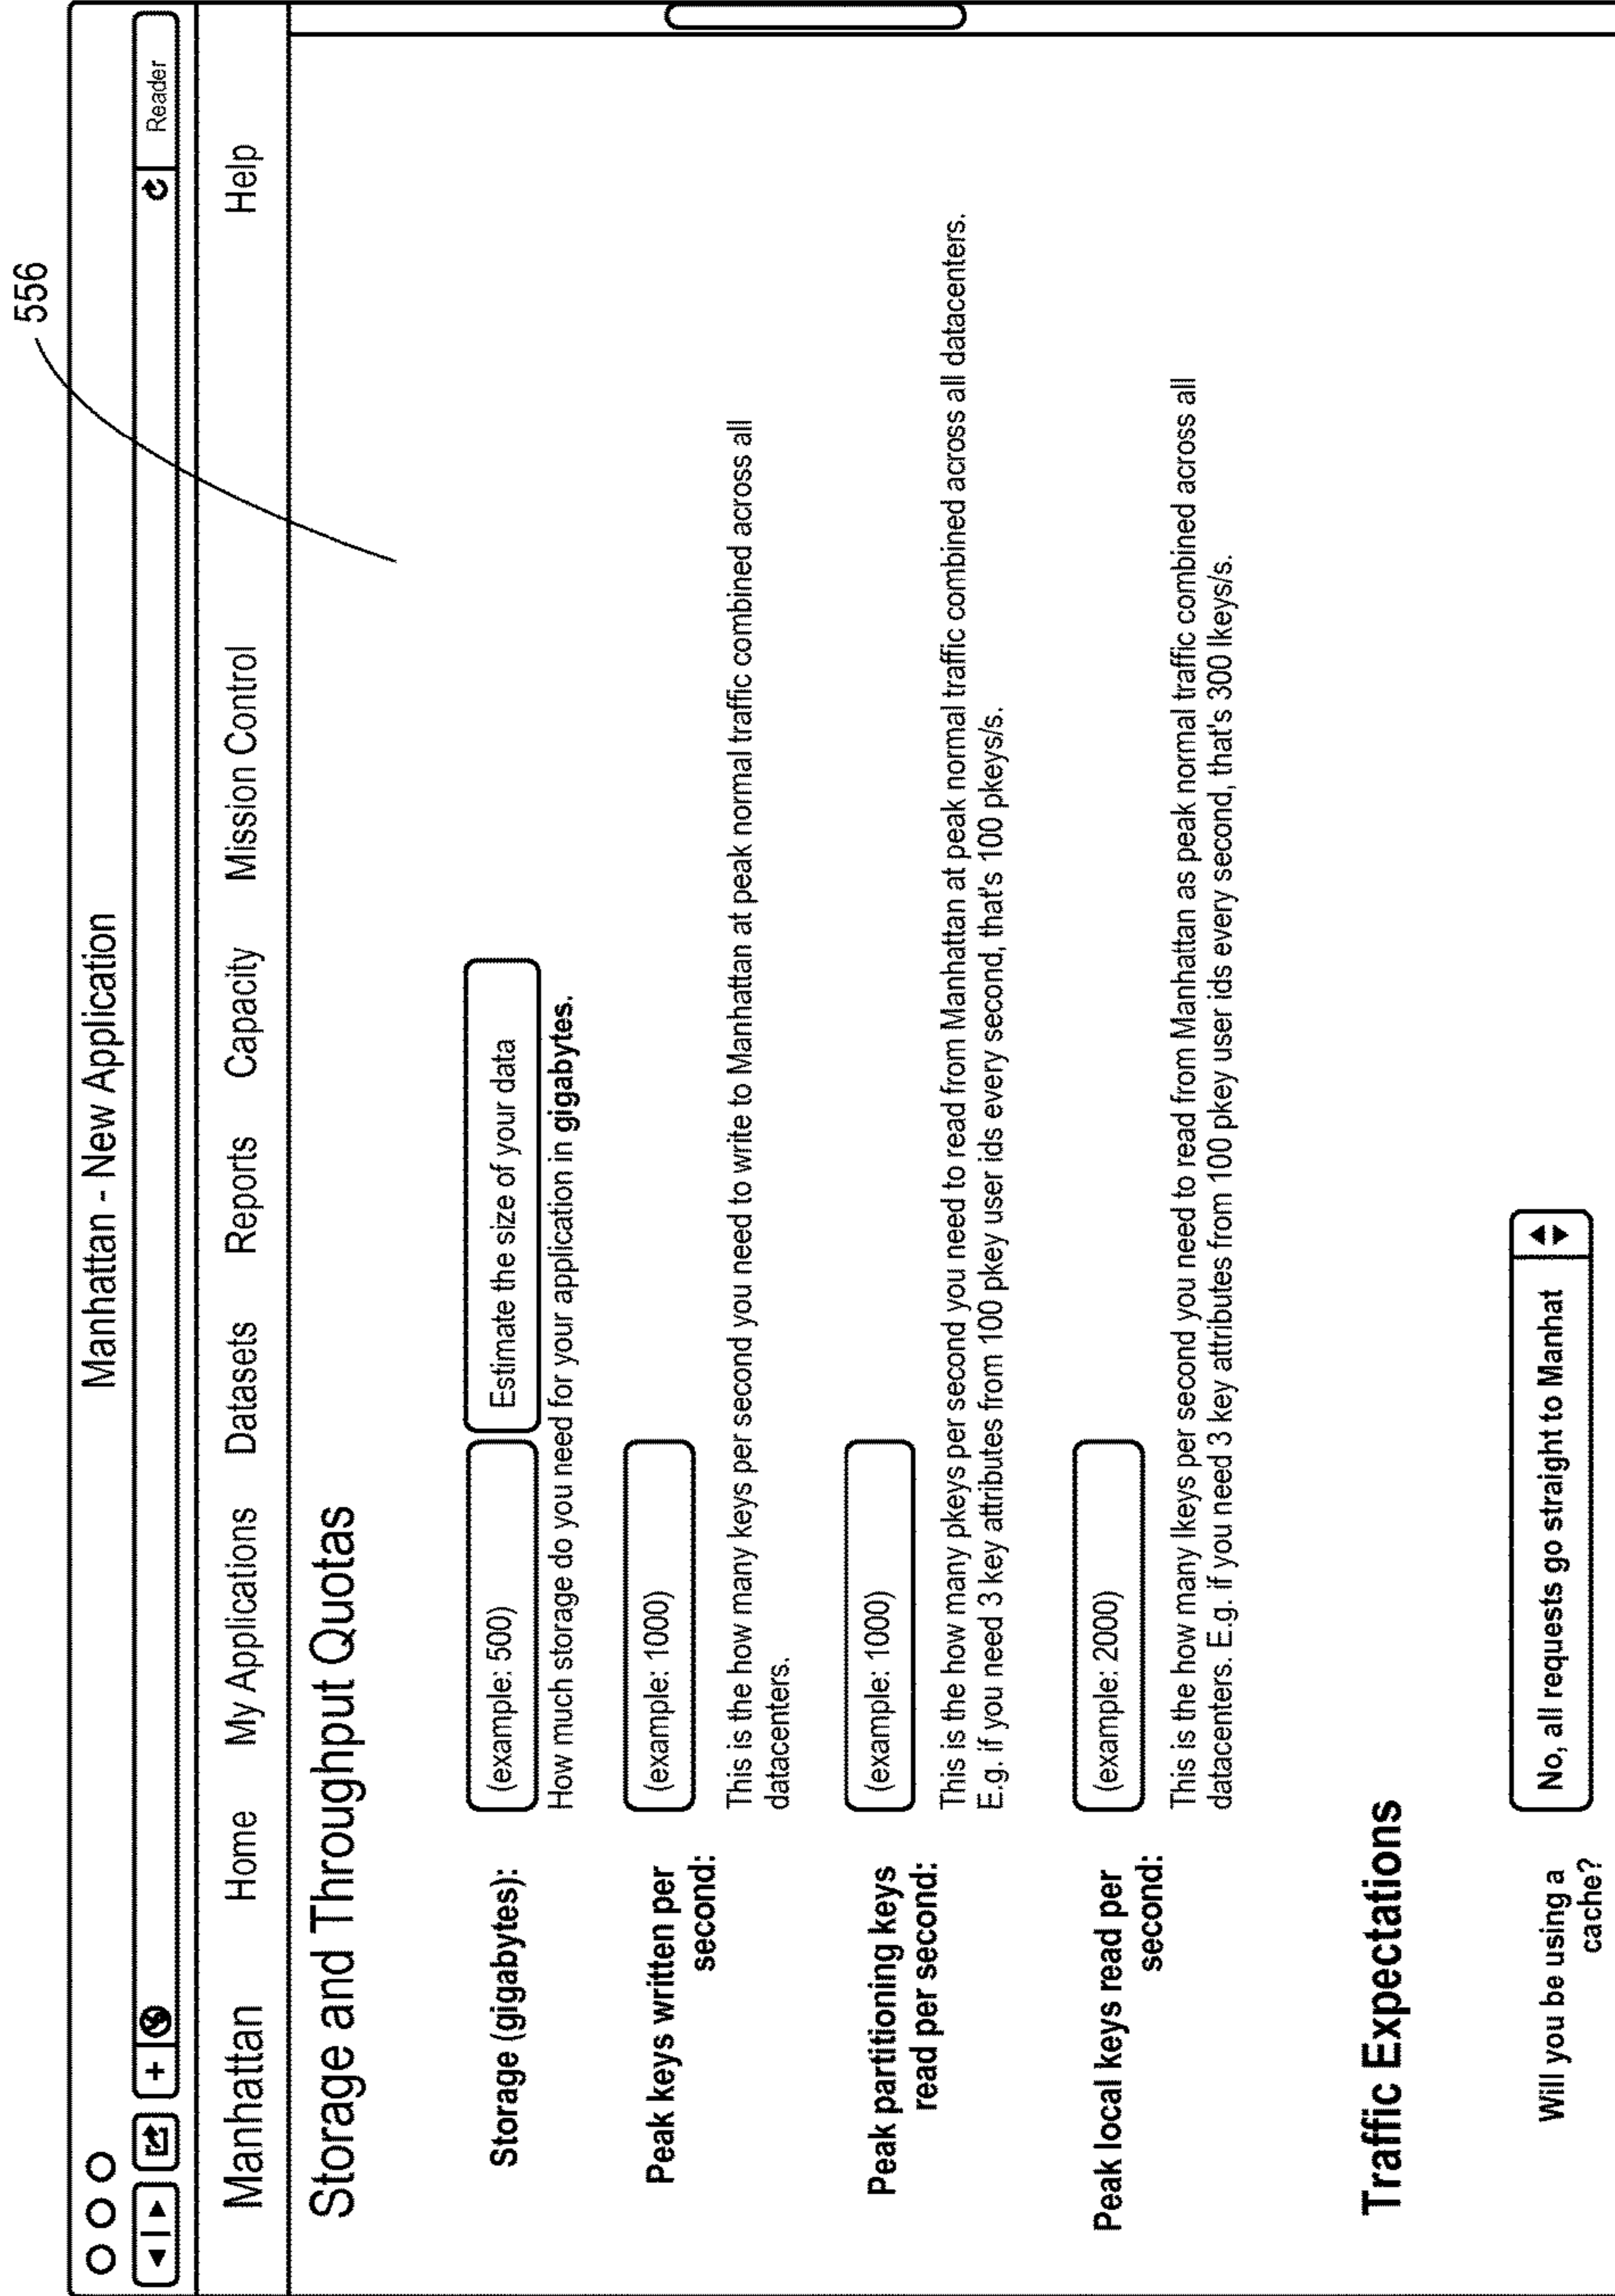 556
Manhattan - New Application
+
Reader
Manhattan Home My Applications Datasets Reports Capacity Mission Control Help
Storage and Throughput Quotas
Storage (gigabytes):
(example: 500) Estimate the size of your data
How much storage do you need for your application in gigabytes.
Peak keys written per
second:
(example: 1000)
This is the how many keys per second you need to write to Manhattan at peak normal traffic combined across all
datacenters.
Peak partitioning keys
read per second:
(example: 1000)
This is the how many pkeys per second you need to read from Manhattan at peak normal traffic combined across all datacenters.
E.g. if you need 3 key attributes from 100 pkey user ids every second, that's 100 pkeys/s.
Peak local keys read per
second:
(example: 2000)
This is the how many lkeys per second you need to read from Manhattan as peak normal traffic combined across all
datacenters. E.g. if you need 3 key attributes from 100 pkey user ids every second, that's 300 lkeys/s.
Traffic Expectations
Will you be using a
cache?
No, all requests go straight to Manhat